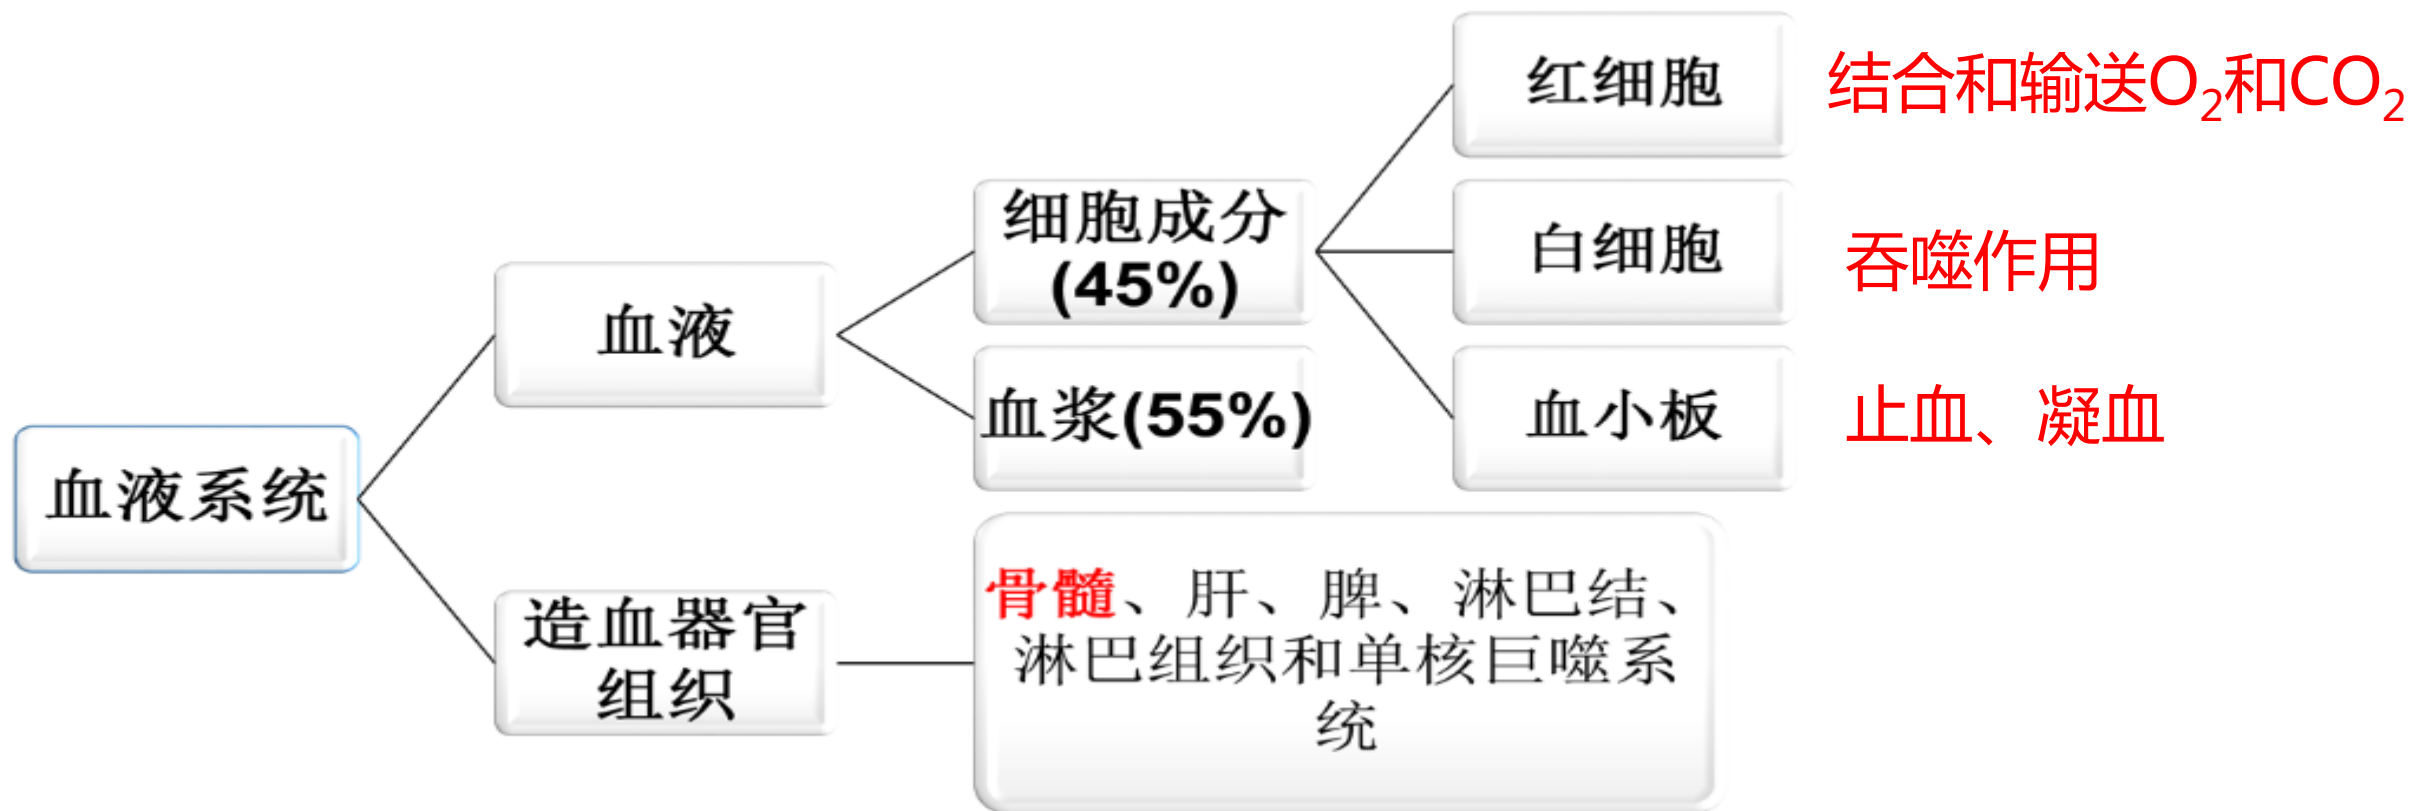 血液系统
血液
细胞成分
(45%)
红细胞
结合和输送O₂和CO₂
白细胞
吞噬作用
血小板
止血、凝血
血浆(55%)
造血器官
组织
骨髓、肝、脾、淋巴结、
淋巴组织和单核巨噬系
统